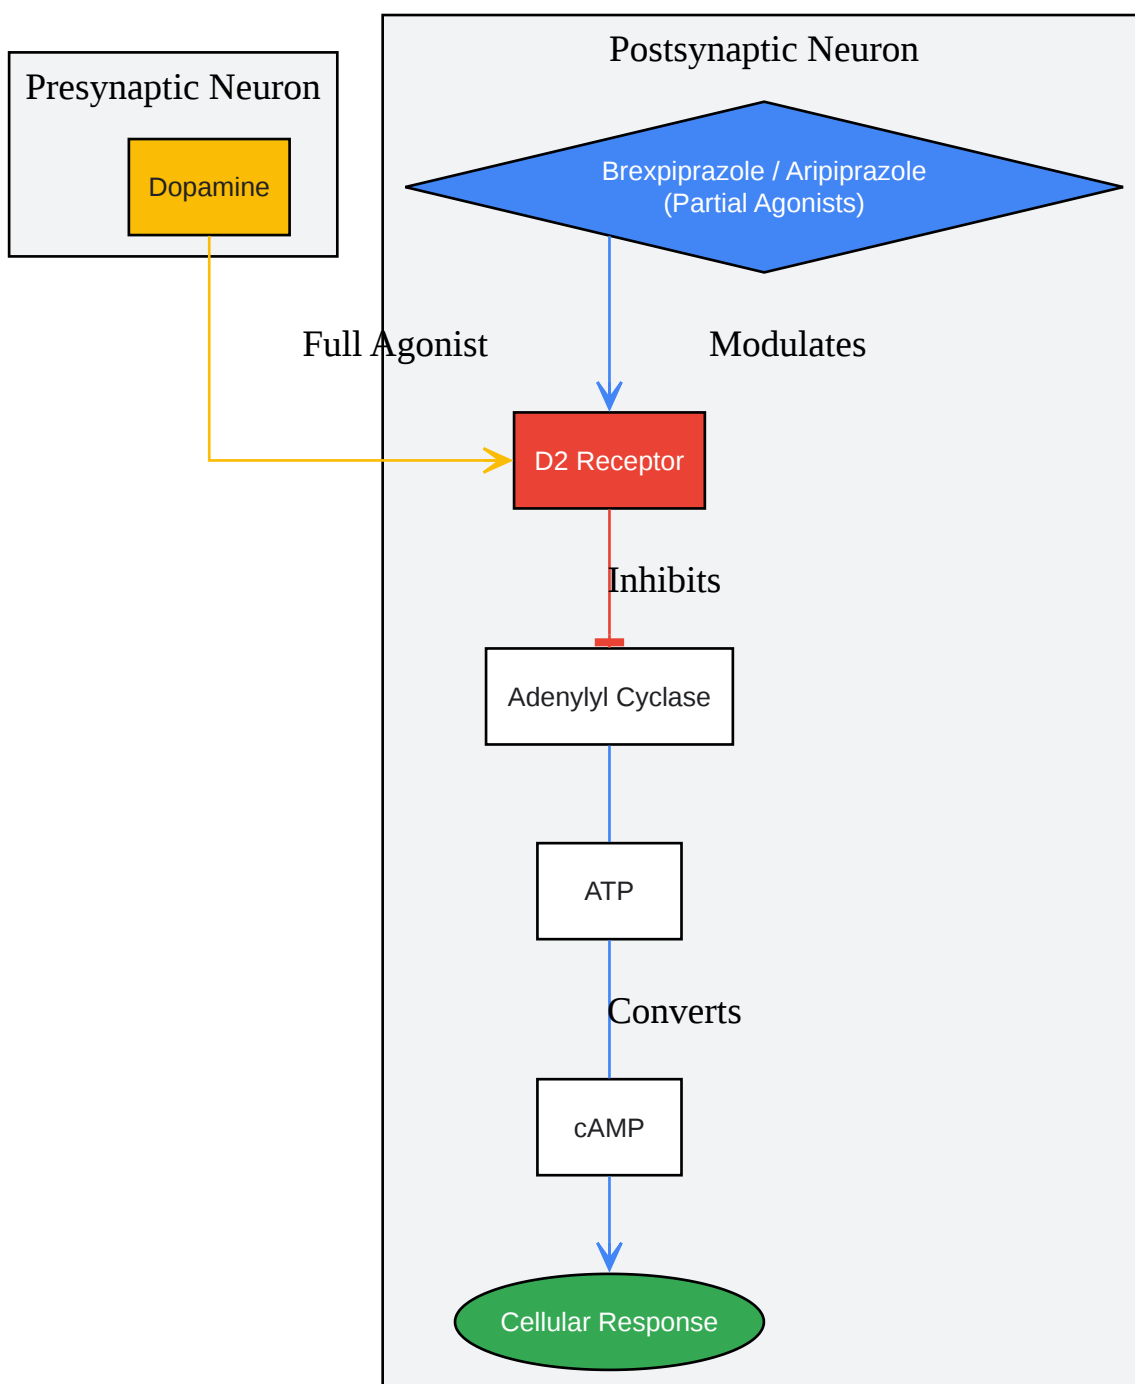 Postsynaptic Neuron
Presynaptic Neuron
Dopamine
Brexpiprazole / Aripiprazole
(Partial Agonists)
Full Agonist
Modulates
D2 Receptor
Inhibits
Adenylyl Cyclase
ATP
Converts
cAMP
Cellular Response